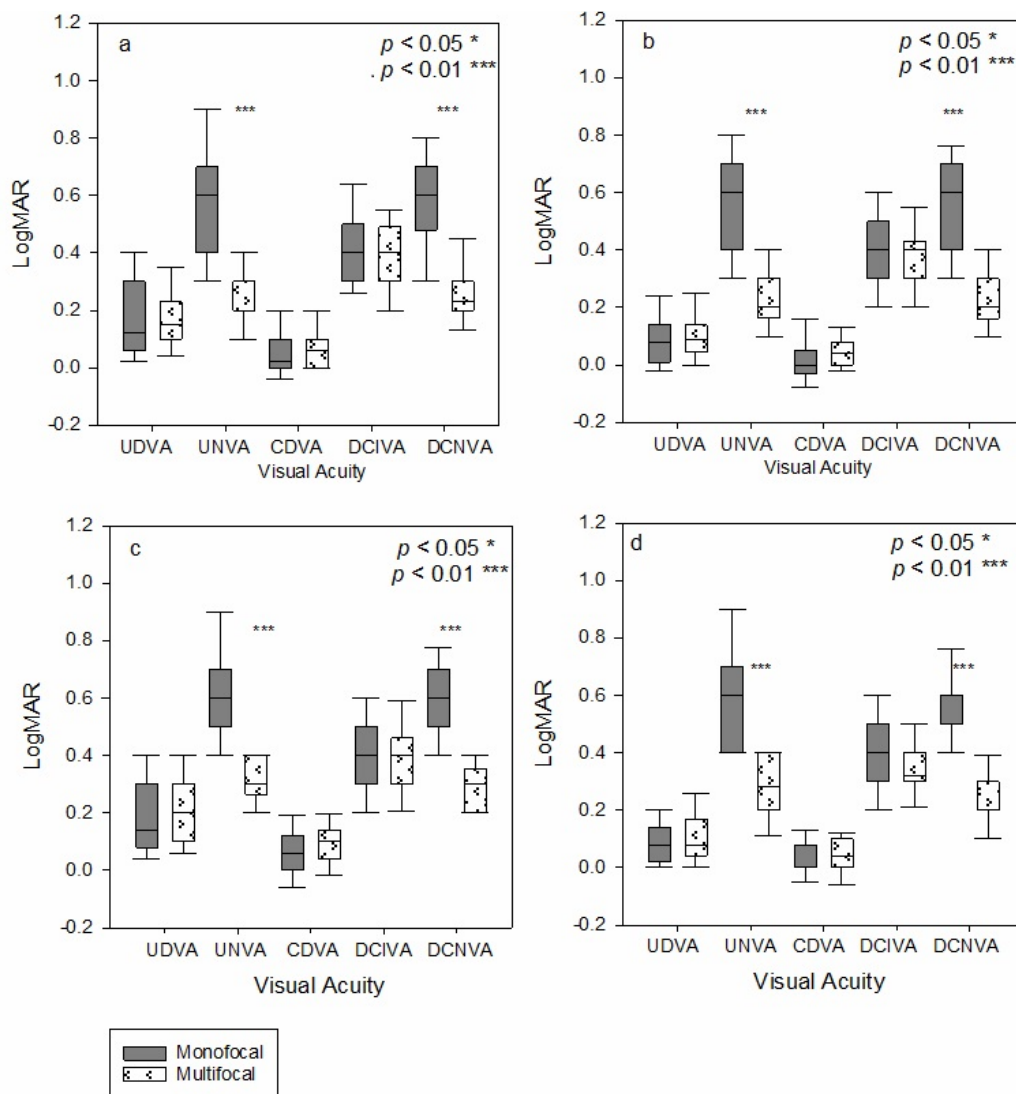 a
p < 0.05 *
. p < 0.01 ***
*** ***
LogMAR
1.2
1.0
0.8
0.6
0.4
0.2
0.0
-0.2
UDVA UNVA CDVA DCIVA DCNVA
Visual Acuity
b
p < 0.05 *
p < 0.01 ***
*** ***
LogMAR
1.2
1.0
0.8
0.6
0.4
0.2
0.0
-0.2
UDVA UNVA CDVA DCIVA DCNVA
Visual Acuity
c
p < 0.05 *
p < 0.01 ***
*** ***
LogMAR
1.2
1.0
0.8
0.6
0.4
0.2
0.0
-0.2
UDVA UNVA CDVA DCIVA DCNVA
Visual Acuity
d
p < 0.05 *
p < 0.01 ***
*** ***
LogMAR
1.2
1.0
0.8
0.6
0.4
0.2
0.0
-0.2
UDVA UNVA CDVA DCIVA DCNVA
Visual Acuity
Monofocal
Multifocal